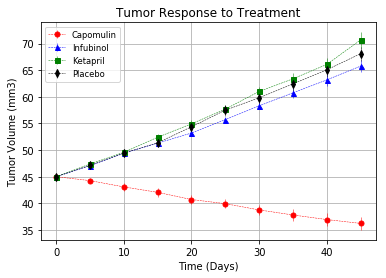 Tumor Response to Treatment
Capomulin
Infubinol
Ketapril
Placebo
Tumor Volume (mm3)
70
65
60
55
50
45
40
35
0
10
20
30
40
Time (Days)